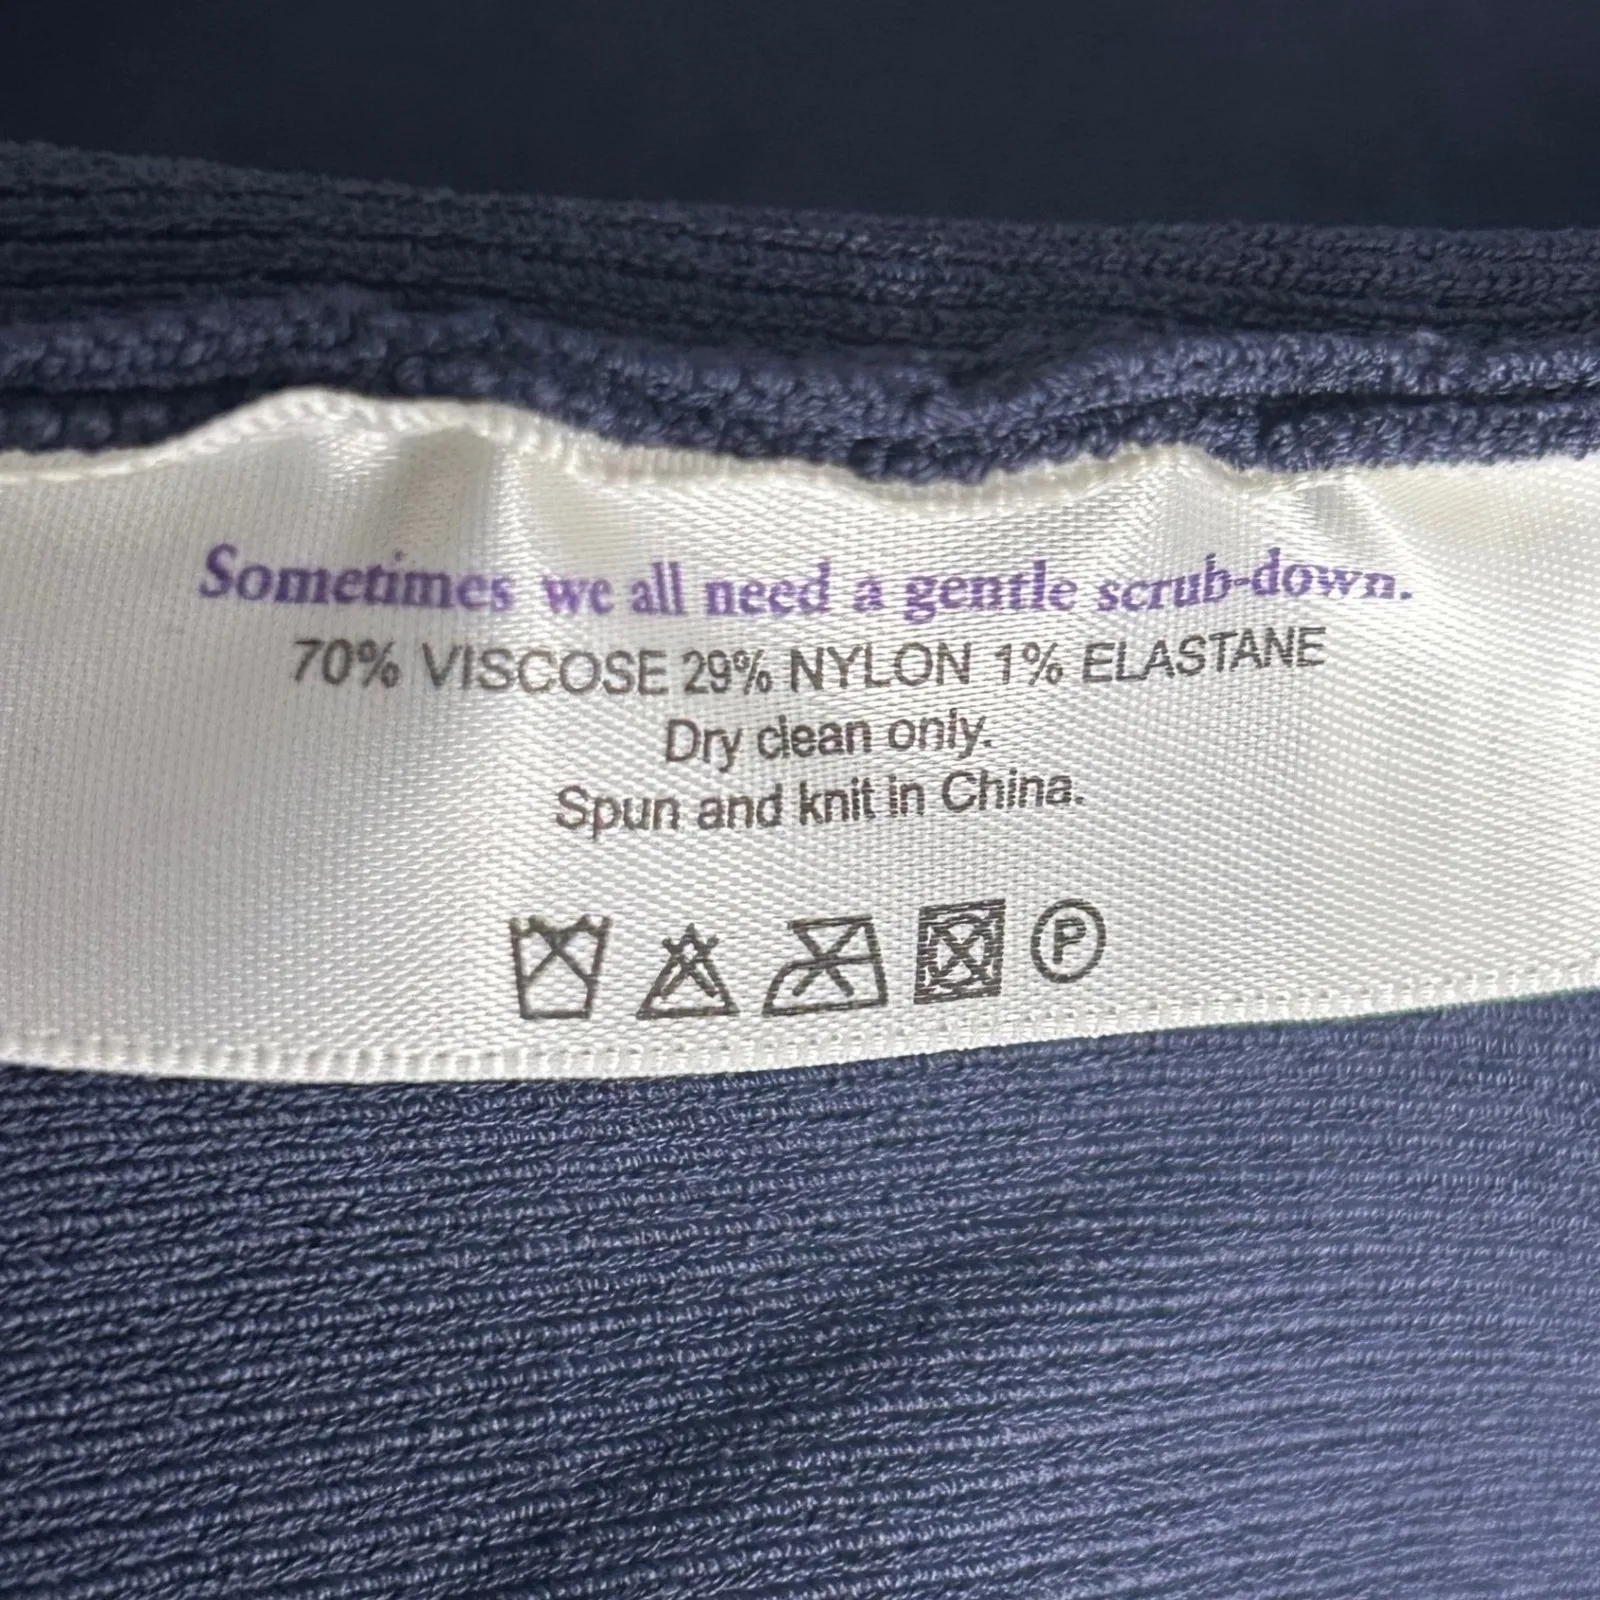 Sometimes we all need a gentle scrub-down.
70% VISCOSE 29% NYLON 1% ELASTANE
Dry clean only.
Spun and knit in China.
P